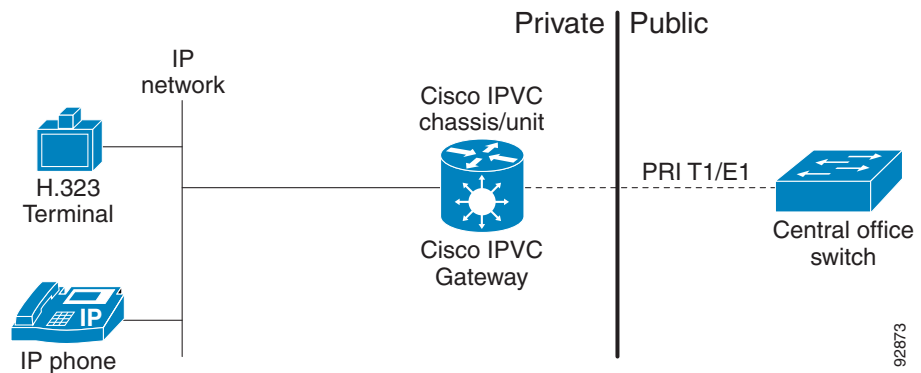 Private
Public
IP
network
Cisco IPVC
chassis/unit
H.323
Terminal
PRI T1/E1
Cisco IPVC
Gateway
Central office
switch
IP
IP phone
92873